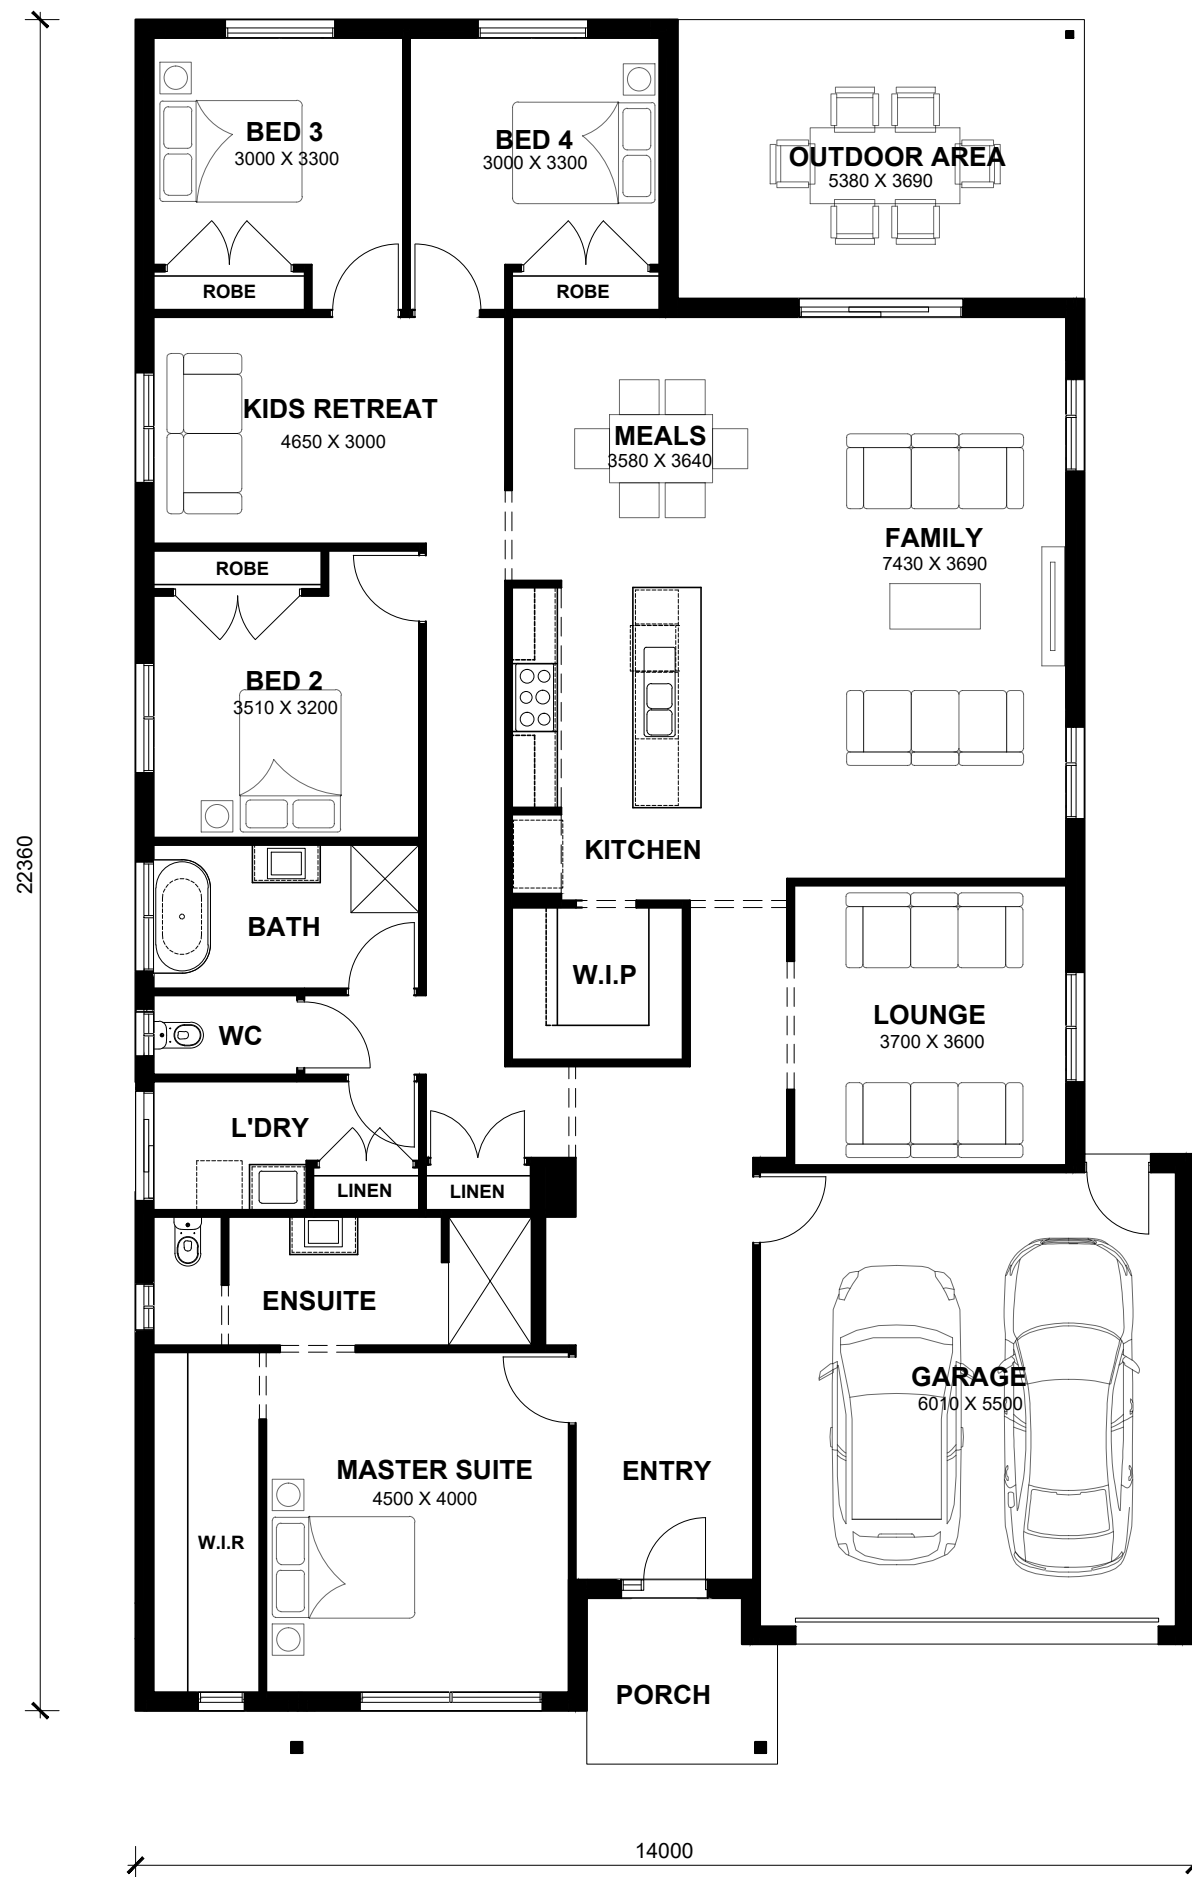 BED 3
3000 X 3300
BED 4
3000 X 3300
OUTDOOR AREA
5380 X 3690
ROBE
ROBE
KIDS RETREAT
4650 X 3000
MEALS
3580 X 3640
FAMILY
7430 X 3690
ROBE
BED 2
3510 X 3200
22360
KITCHEN
BATH
W.I.P
LOUNGE
3700 X 3600
WC
L'DRY
LINEN
LINEN
ENSUITE
GARAGE
6010 X 5500
MASTER SUITE
4500 X 4000
ENTRY
W.I.R
PORCH
14000